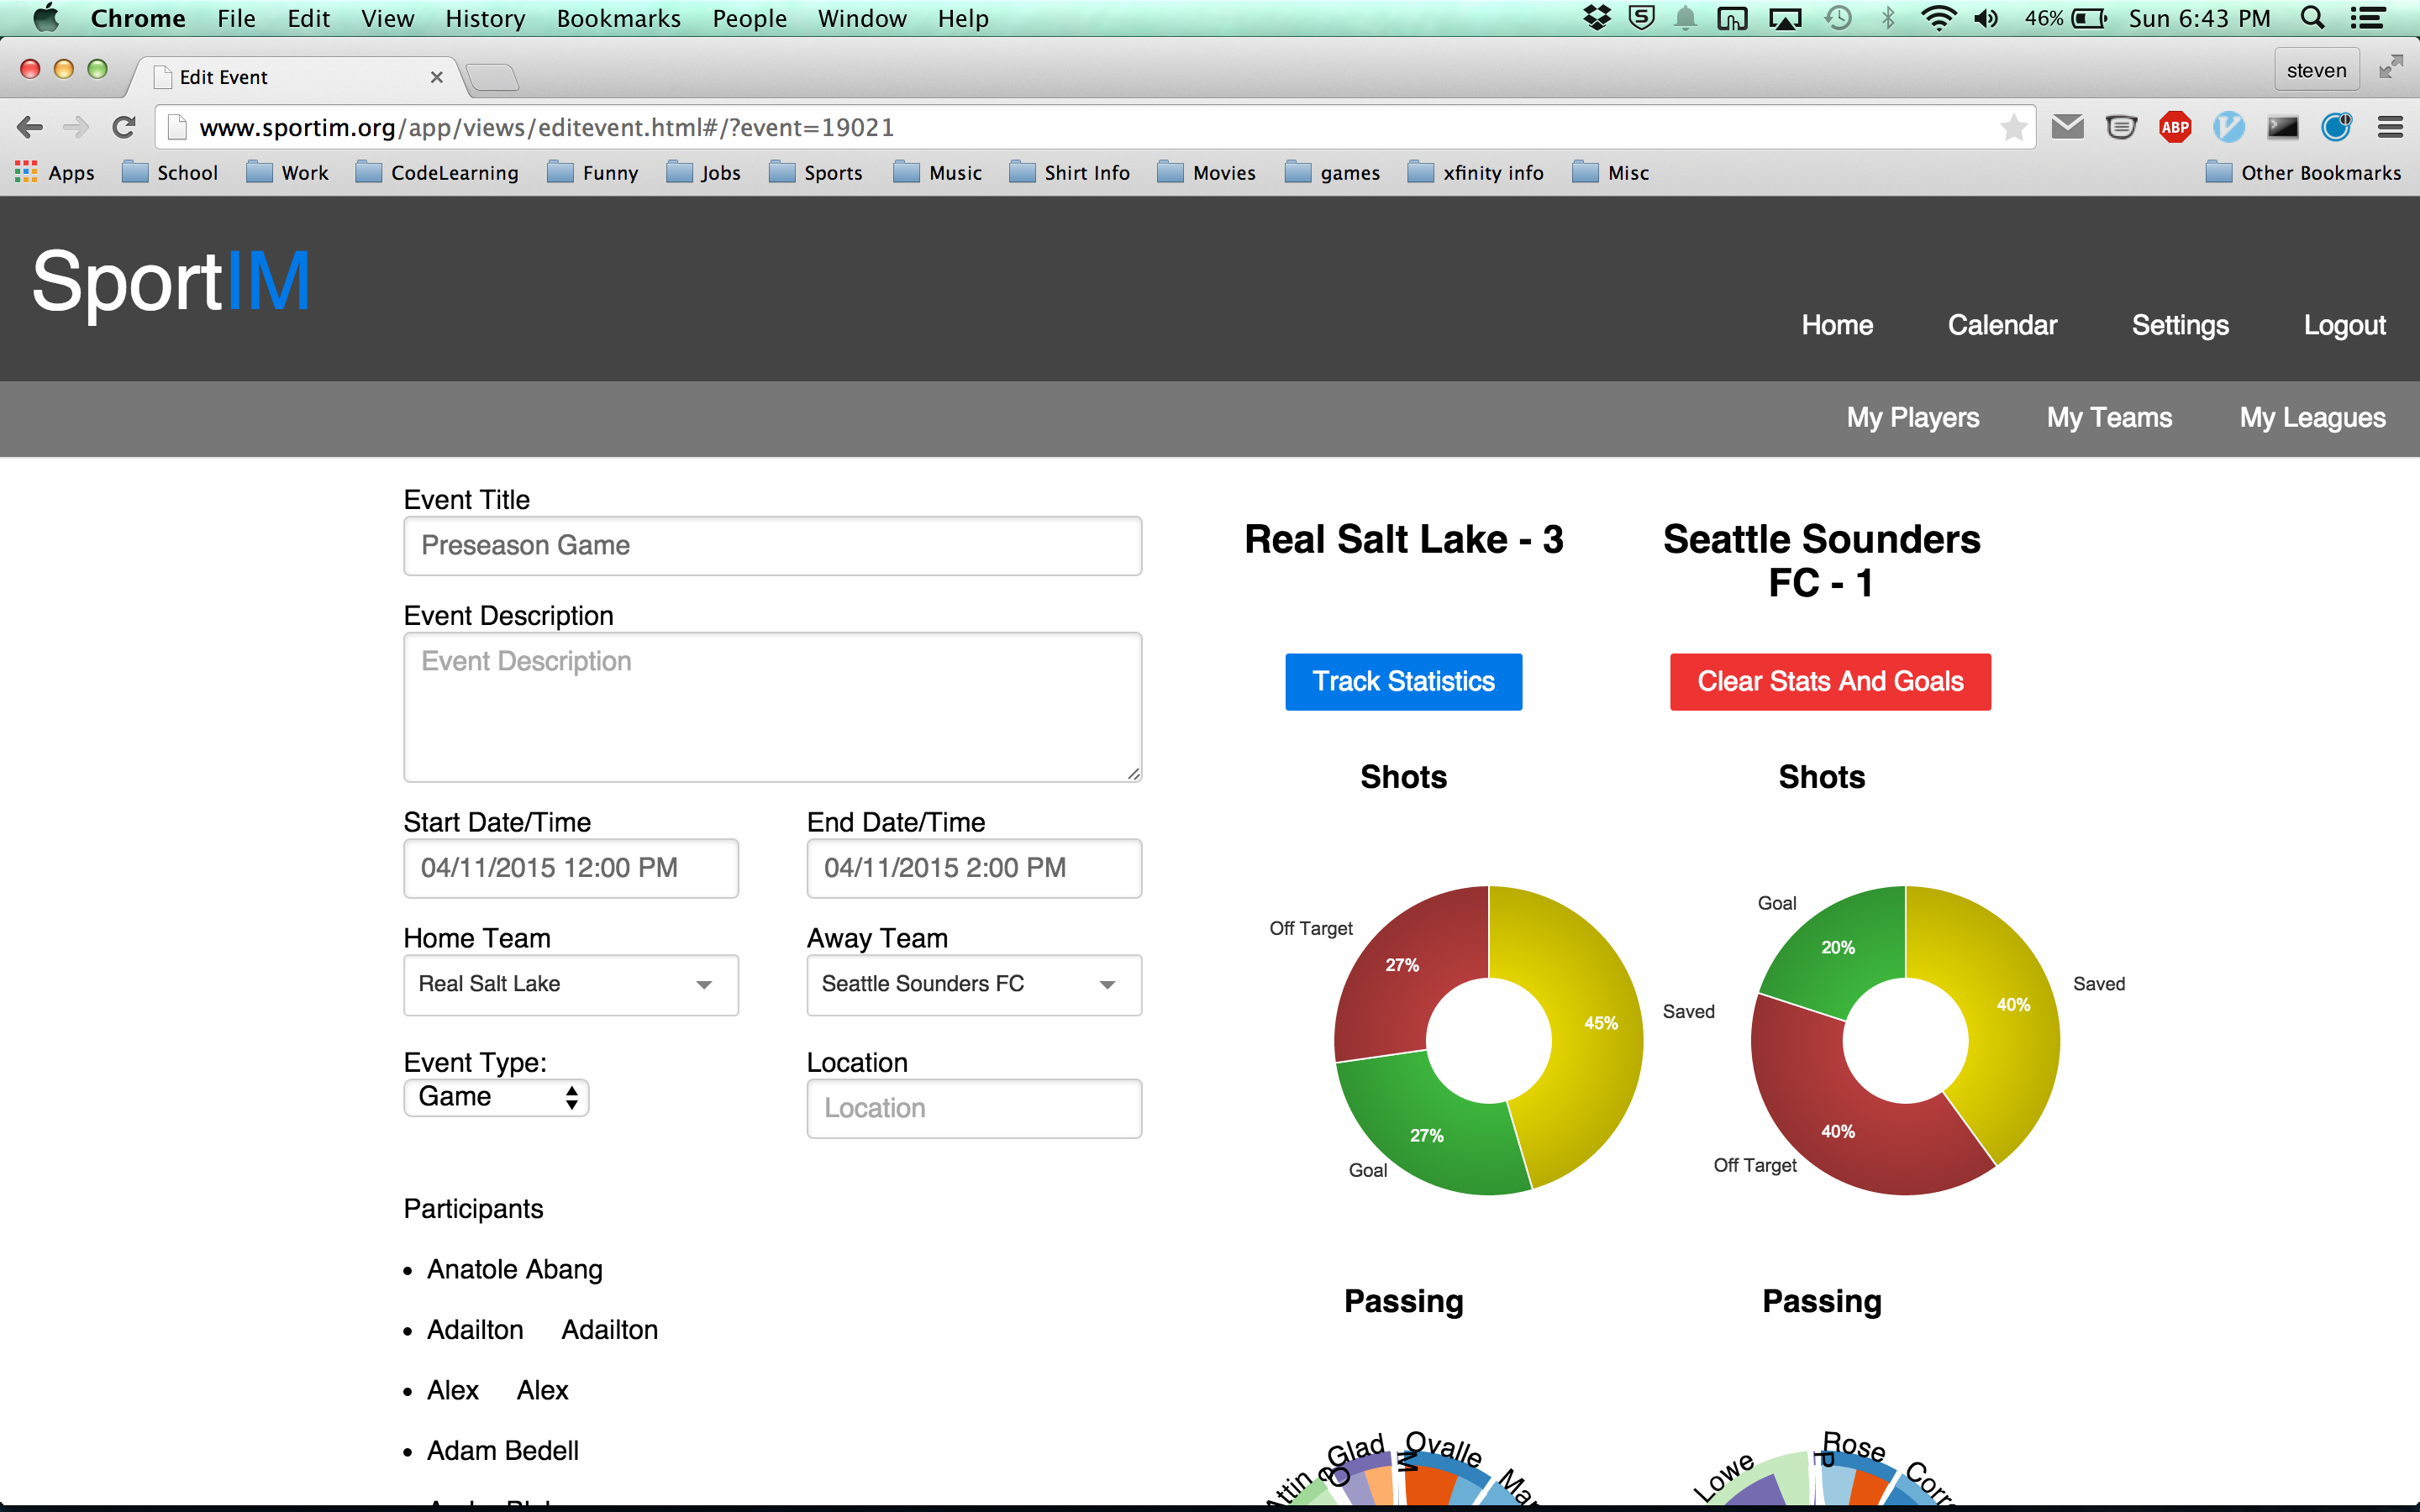 Chrome File Edit View History Bookmarks People Window Help 46% Sun 6:43 PM
Edit Event steven
www.sportim.org/app/views/editevent.html#/?event=19021 ABP
Apps School Work CodeLearning Funny Jobs Sports Music Shirt Info Movies games xfinity info Misc Other Bookmarks
SportIM
Home Calendar Settings Logout
My Players My Teams My Leagues
Event Title
Preseason Game
Event Description
Event Description
Start Date/Time End Date/Time
04/11/2015 12:00 PM 04/11/2015 2:00 PM
Home Team Away Team
Real Salt Lake Seattle Sounders FC
Event Type: Location
Game Location
Participants
Anatole Abang
Adailton Adailton
Alex Alex
Adam Bedell
Real Salt Lake - 3
Seattle Sounders
FC - 1
Track Statistics Clear Stats And Goals
Shots Shots
Off Target
27%
45%
Saved
27%
Goal
Goal
20%
40%
Saved
40%
Off Target
Passing Passing
Glad Ovalle
Lowe Rose